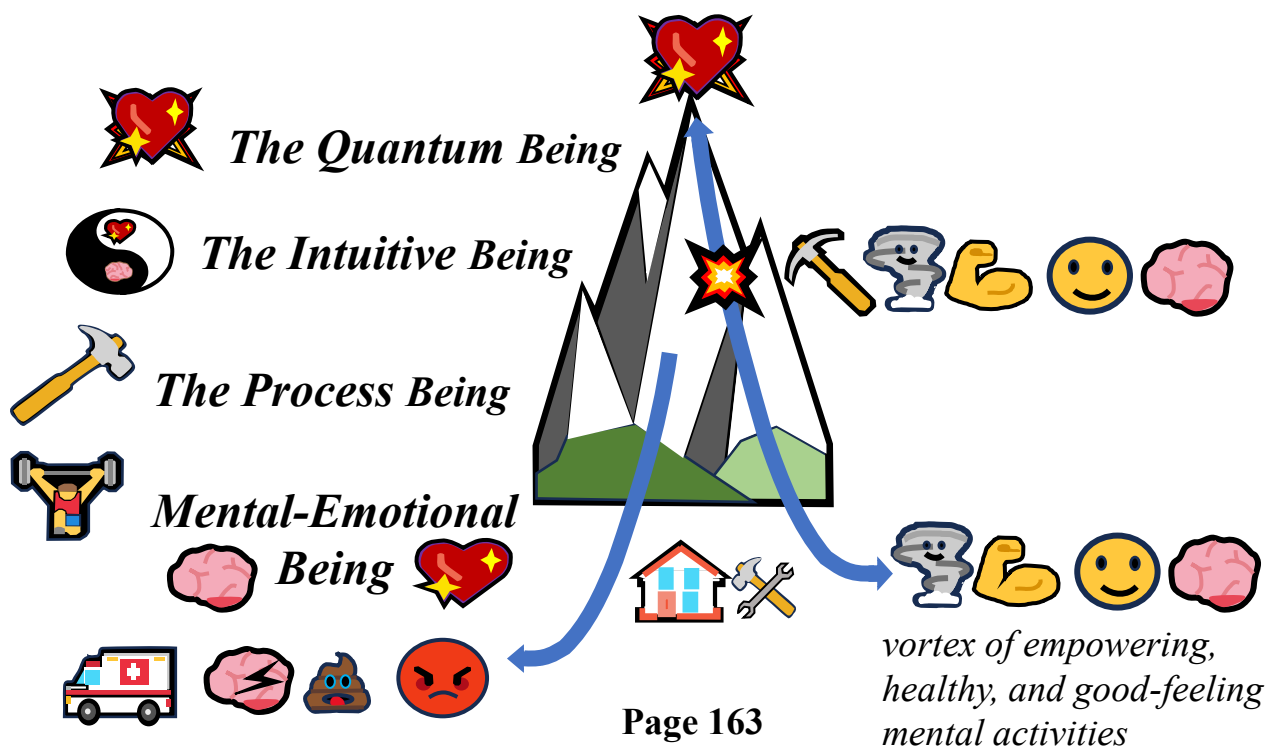 The Quantum Being
The Intuitive Being
The Process Being
Mental-Emotional
Being
vortex of empowering,
healthy, and good-feeling
mental activities
Page 163